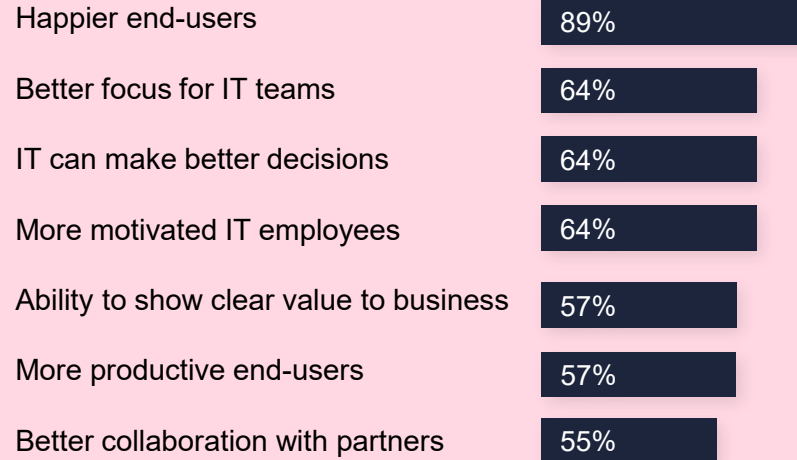 Happier end-users 89%
Better focus for IT teams 64%
IT can make better decisions 64%
More motivated IT employees 64%
Ability to show clear value to business 57%
More productive end-users 57%
Better collaboration with partners 55%